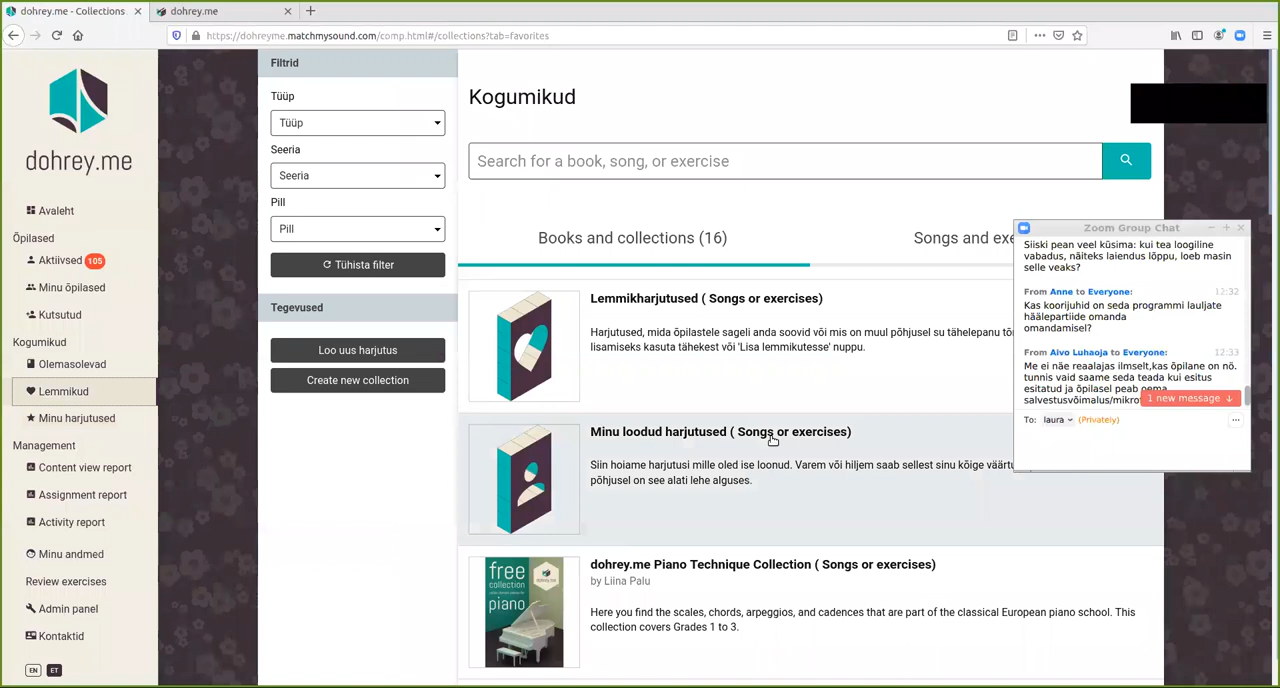 dohrey.me - Collections
dohrey.me
https://dohreyme.matchmysound.com/comp.html#/collections?tab=favorites
dohrey.me
Avaleht
Õpilased
Aktiivsed 105
Minu õpilased
Kutsutud
Kogumikud
Olemasolevad
Lemmikud
Minu harjutused
Management
Content view report
Assignment report
Activity report
Minu andmed
Review exercises
Admin panel
Kontaktid
EN ET
Filtrid
Tüüp
Tüüp
Seeria
Seeria
Pill
Pill
Tühista filter
Tegevused
Loo uus harjutus
Create new collection
Kogumikud
Search for a book, song, or exercise
Books and collections (16)
Songs and exe
Lemmikharjutused ( Songs or exercises)
Harjutused, mida õpilastele sageli anda soovid või mis on muul põhjusel su tähelepanu
lisamiseks kasuta tähekest või 'Lisa lemmikutesse' nuppu.
Minu loodud harjutused ( Songs or exercises)
Siin hoiame harjutusi mille oled ise loonud. Varem või hiljem saab sellest sinu kõige väärtu
põhjusel on see alati lehe alguses.
free
collection
piano
dohrey.me
dohrey.me Piano Technique Collection ( Songs or exercises)
by Liina Palu
Here you find the scales, chords, arpeggios, and cadences that are part of the classical European piano school. This
collection covers Grades 1 to 3.
Zoom Group Chat
Siiski pean veel küsima: kui tea loogiline
vabadus, näiteks laiendus lõppu, loeb masin
selle veaks?
From Anne to Everyone: 12:32
Kas koorijuhid on seda programmi lauljate
häälepartiide omanda
omandamisel?
From Aivo Luhaoja to Everyone: 12:33
Me ei näe reaalajas ilmselt,kas õpilane on nö.
tunnis vaid saame seda teada kui esitus
esitatud ja õpilasel peab oema
salvestusvõimalus/mikro
1 new message ↓
To: laura (Privately)